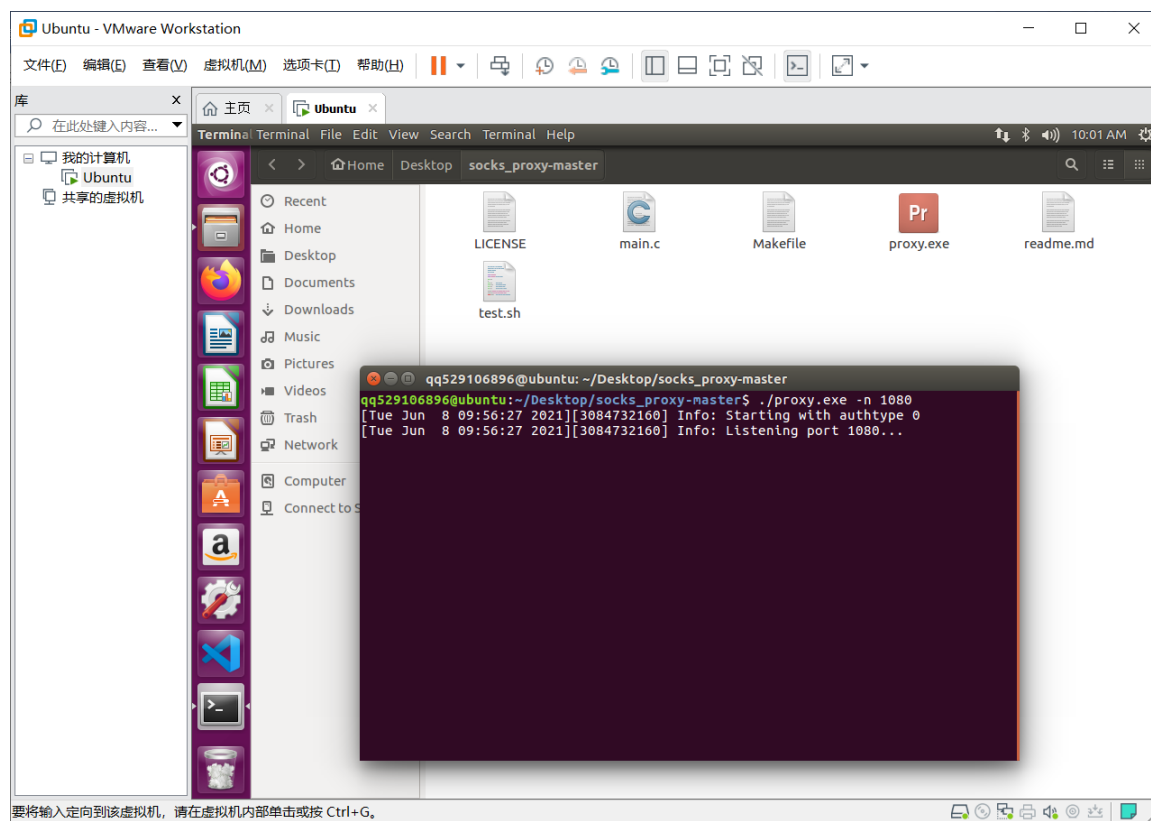 Ubuntu - VMware Workstation
文件(F) 编辑(E) 查看(V) 虚拟机(M) 选项卡(T) 帮助(H)
库 x
在此处键入内容...
我的计算机
Ubuntu
共享的虚拟机
主页 Ubuntu
Terminal Terminal File Edit View Search Terminal Help 10:01 AM
Home Desktop socks_proxy-master
Recent
Home
Desktop
Documents
Downloads
Music
Pictures
Videos
Trash
Network
Computer
Connect to S
LICENSE main.c Makefile Pr proxy.exe readme.md
test.sh
qq529106896@ubuntu: ~/Desktop/socks_proxy-master
qq529106896@ubuntu:~/Desktop/socks_proxy-master$ ./proxy.exe -n 1080
[Tue Jun  8 09:56:27 2021][3084732160] Info: Starting with authtype 0
[Tue Jun  8 09:56:27 2021][3084732160] Info: Listening port 1080...
要将输入定向到该虚拟机，请在虚拟机内部单击或按 Ctrl+G。